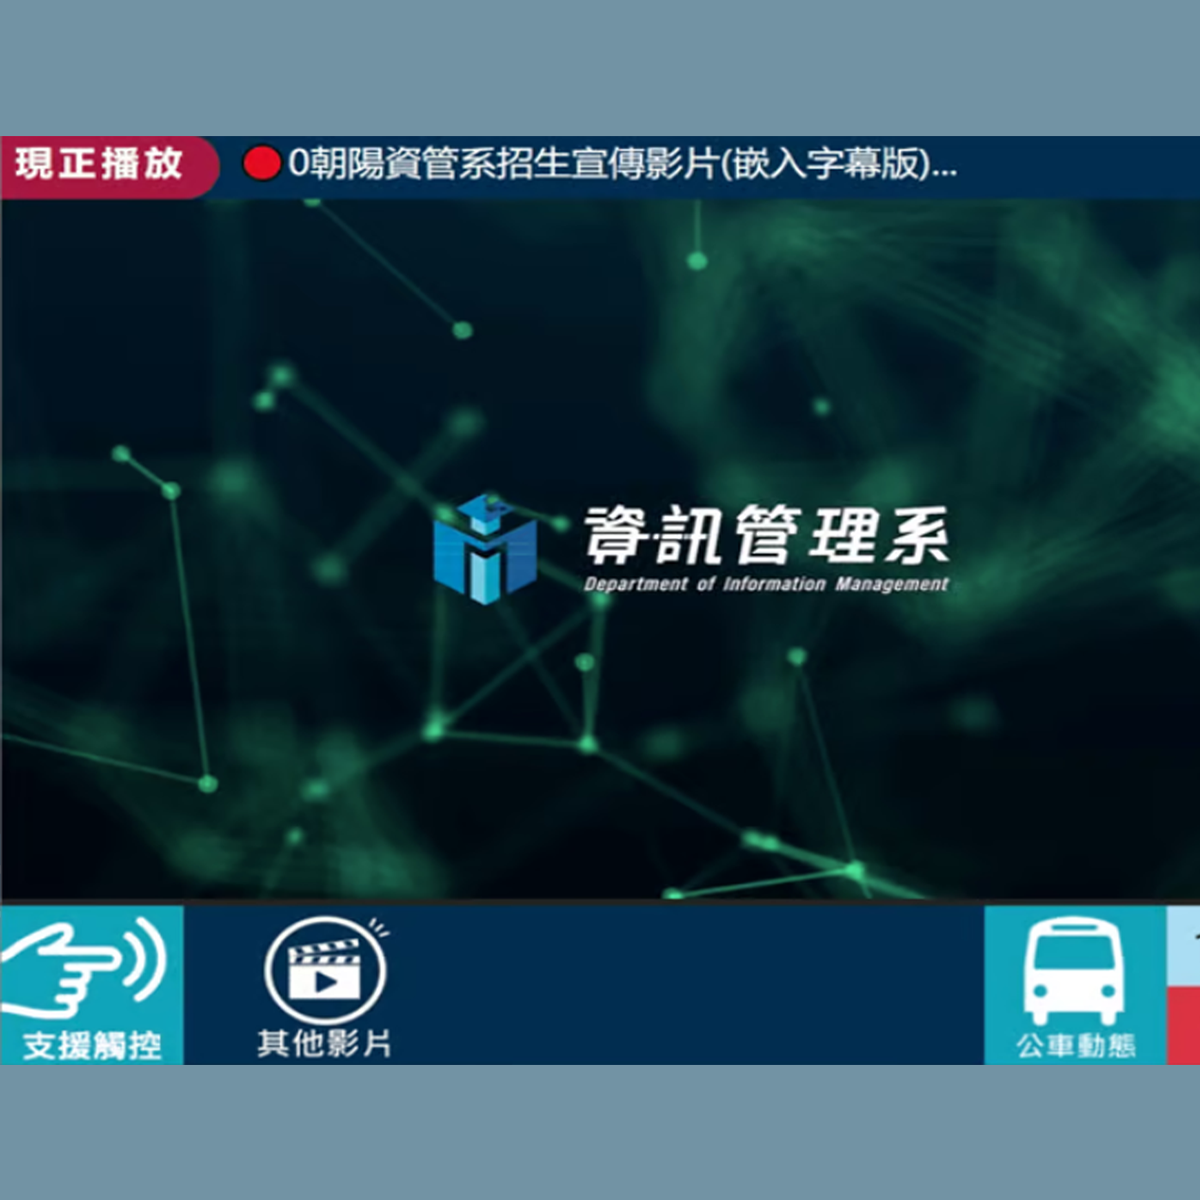 現正播放
0朝陽資管系招生宣傳影片(嵌入字幕版)...
資訊管理系
Department of Information Management
支援觸控
其他影片
公車動態